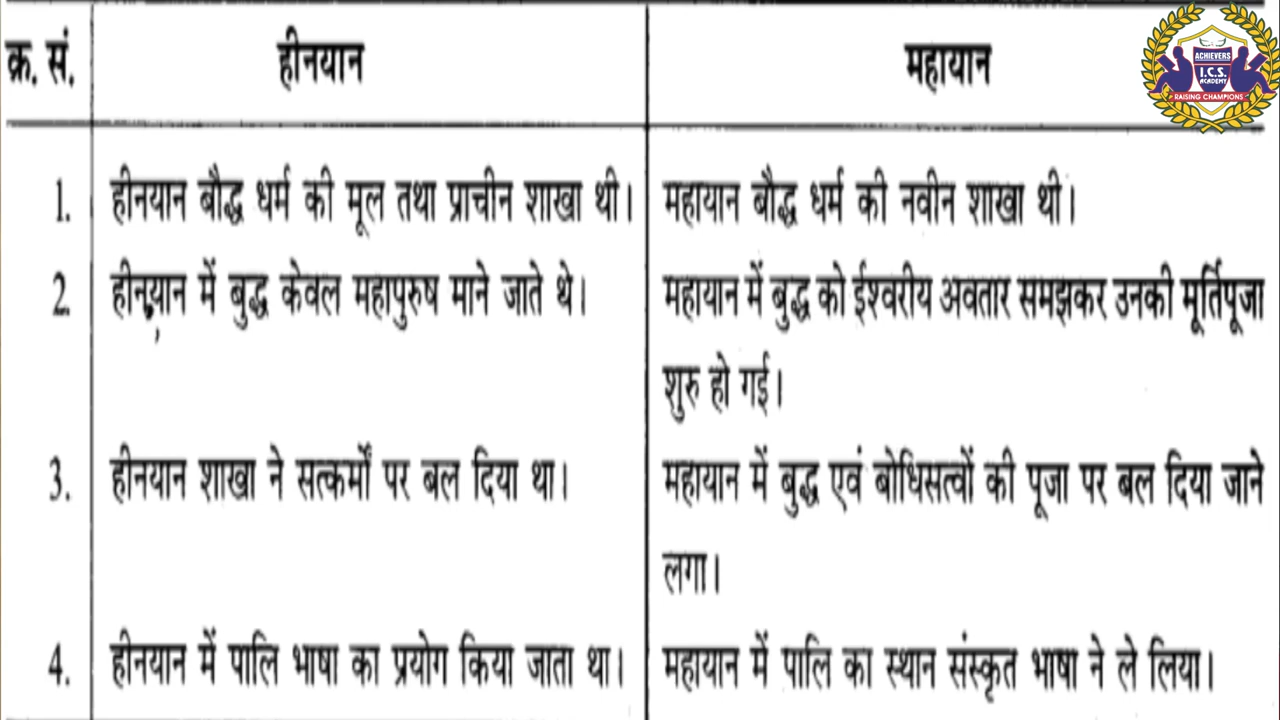 क्र. सं. हीनयान महायान
ACHIEVERS
I.C.S.
ACADEMY
RAISING CHAMPIONS
1. हीनयान बौद्ध धर्म की मूल तथा प्राचीन शाखा थी। महायान बौद्ध धर्म की नवीन शाखा थी।
2. हीनयान में बुद्ध केवल महापुरुष माने जाते थे। महायान में बुद्ध को ईश्वरीय अवतार समझकर उनकी मूर्तिपूजा
शुरु हो गई।
3. हीनयान शाखा ने सत्कर्मों पर बल दिया था। महायान में बुद्ध एवं बोधिसत्वों की पूजा पर बल दिया जाने
लगा।
4. हीनयान में पालि भाषा का प्रयोग किया जाता था। महायान में पालि का स्थान संस्कृत भाषा ने ले लिया।